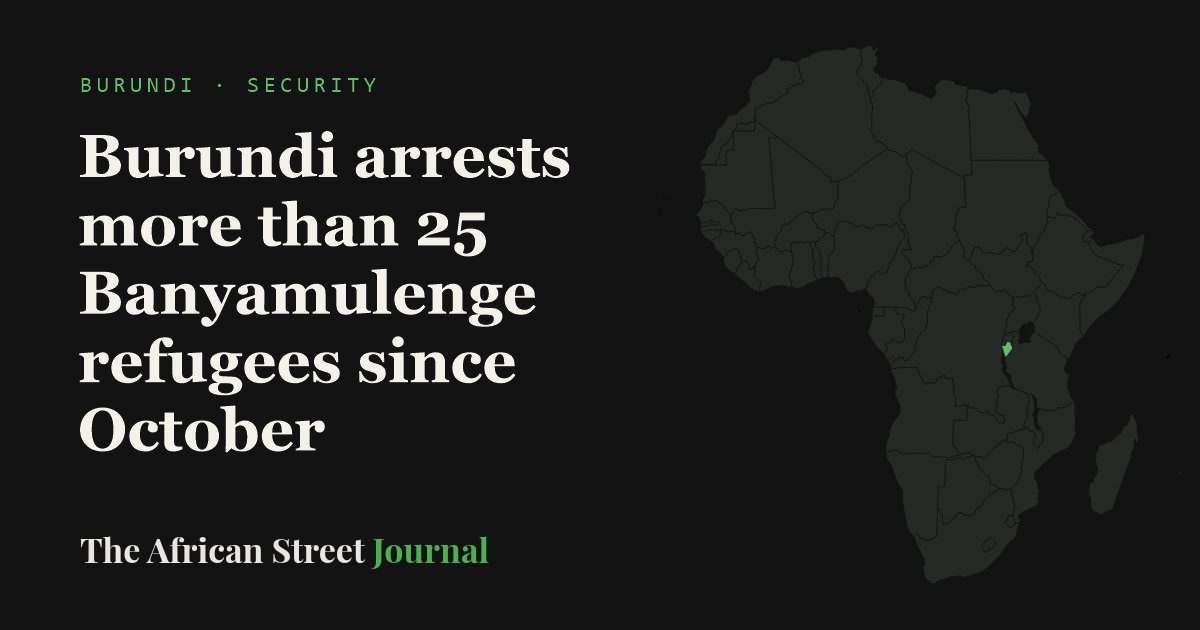 BURUNDI · SECURITY
Burundi arrests
more than 25
Banyamulenge
refugees since
October
The African Street Journal